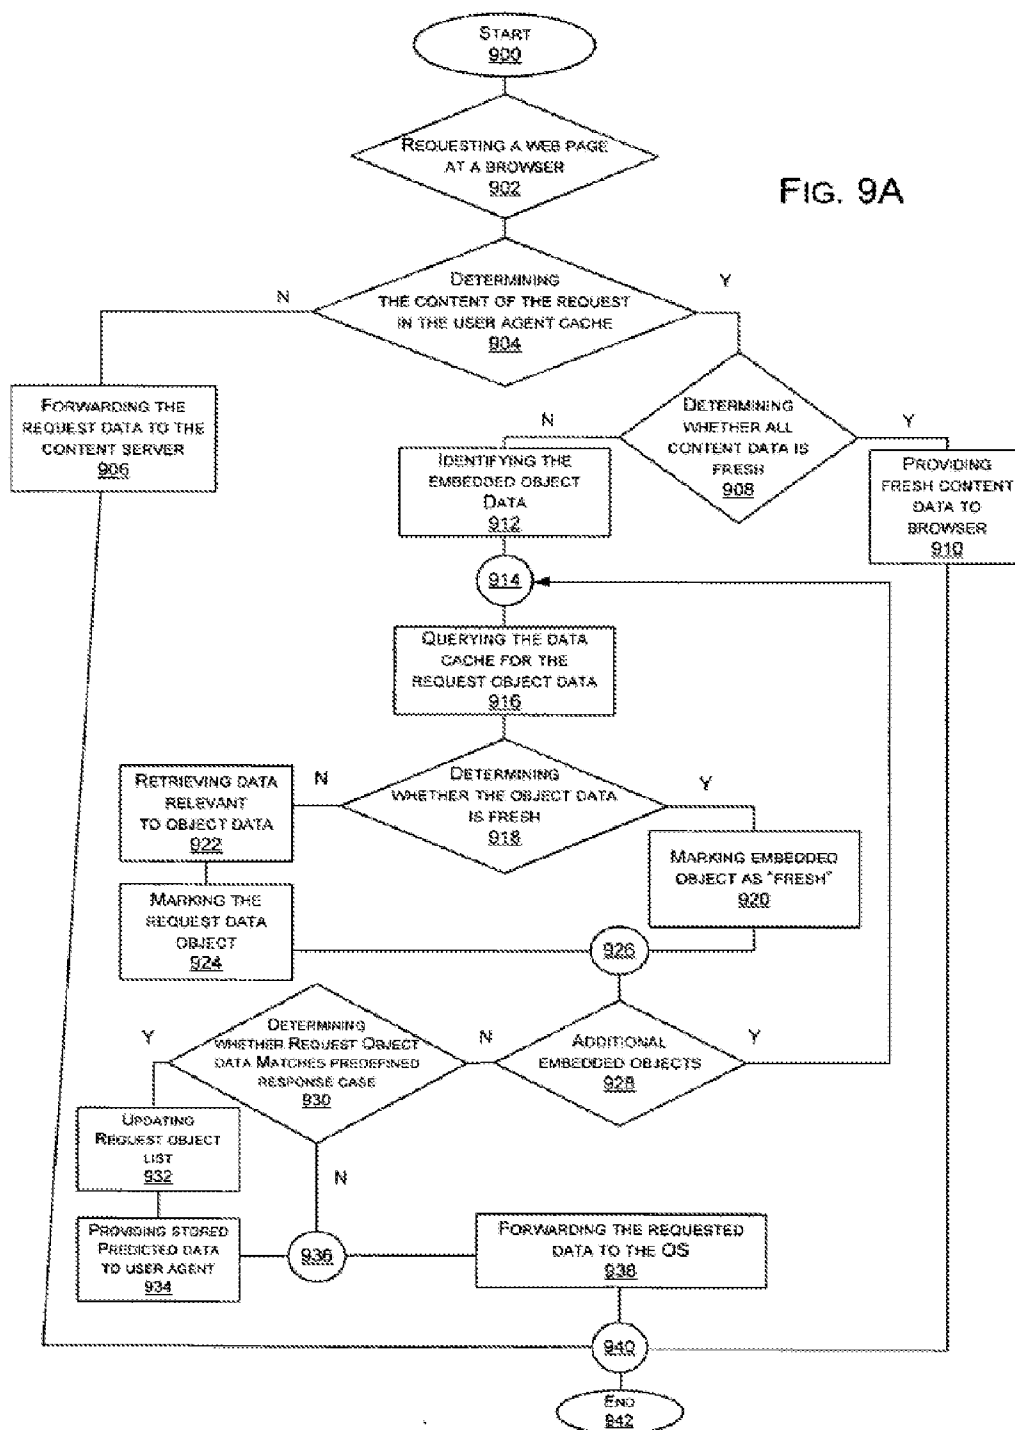 START
900
REQUESTING A WEB PAGE
AT A BROWSER
902
FIG. 9A
DETERMINING
THE CONTENT OF THE REQUEST
IN THE USER AGENT CACHE
904
N
Y
FORWARDING THE
REQUEST DATA TO THE
CONTENT SERVER
906
DETERMINING
WHETHER ALL
CONTENT DATA IS
FRESH
908
N
Y
PROVIDING
FRESH CONTENT
DATA TO
BROWSER
910
IDENTIFYING THE
EMBEDDED OBJECT
DATA
912
914
QUERYING THE DATA
CACHE FOR THE
REQUEST OBJECT DATA
916
DETERMINING
WHETHER THE OBJECT DATA
IS FRESH
918
N
Y
RETRIEVING DATA
RELEVANT
TO OBJECT DATA
922
MARKING EMBEDDED
OBJECT AS "FRESH"
920
MARKING THE
REQUEST DATA
OBJECT
924
926
ADDITIONAL
EMBEDDED OBJECTS
928
N
Y
DETERMINING
WHETHER REQUEST OBJECT
DATA MATCHES PREDEFINED
RESPONSE CASE
930
Y
N
UPDATING
REQUEST OBJECT
LIST
932
PROVIDING STORED
PREDICTED DATA
TO USER AGENT
934
936
FORWARDING THE REQUESTED
DATA TO THE OS
938
940
END
942